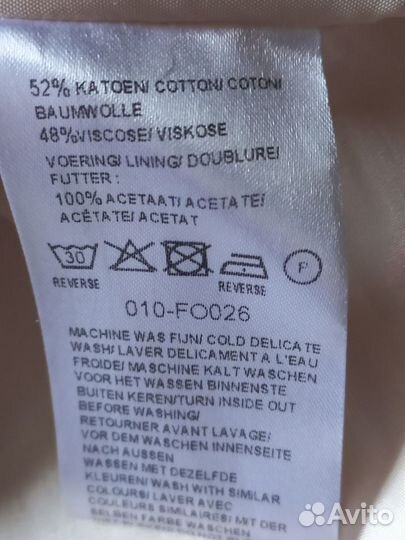 52% KATOEN/ COTTON/ COTON/
BAUMWOLLE
48%VISCOSE/ VISKOSE
VOERING/ LINING/ DOUBLURE/
FUTTER :
100% ACETAAT/ ACETATE/
ACÉTATE/ ACETAT
30 F
REVERSE REVERSE
010-FO026
MACHINE WAS FIJN/ COLD DELICATE
WASH/ LAVER DELICAMENT A L'EAU
FROIDE/ MASCHINE KALT WASCHEN
VOOR HET WASSEN BINNENSTE
BUITEN KEREN/TURN INSIDE OUT
BEFORE WASHING/
RETOURNER AVANT LAVAGE/
VOR DEM WASCHEN INNENSEITE
NACH AUSSEN
WASSEN MET DEZELFDE
KLEUREN/ WASH WITH SIMILAR
COLOURS/ LAVER AVEC
COULEURS SIMILAIRES/ MIT DER
SELBEN FARBE WASCHEN
Avito